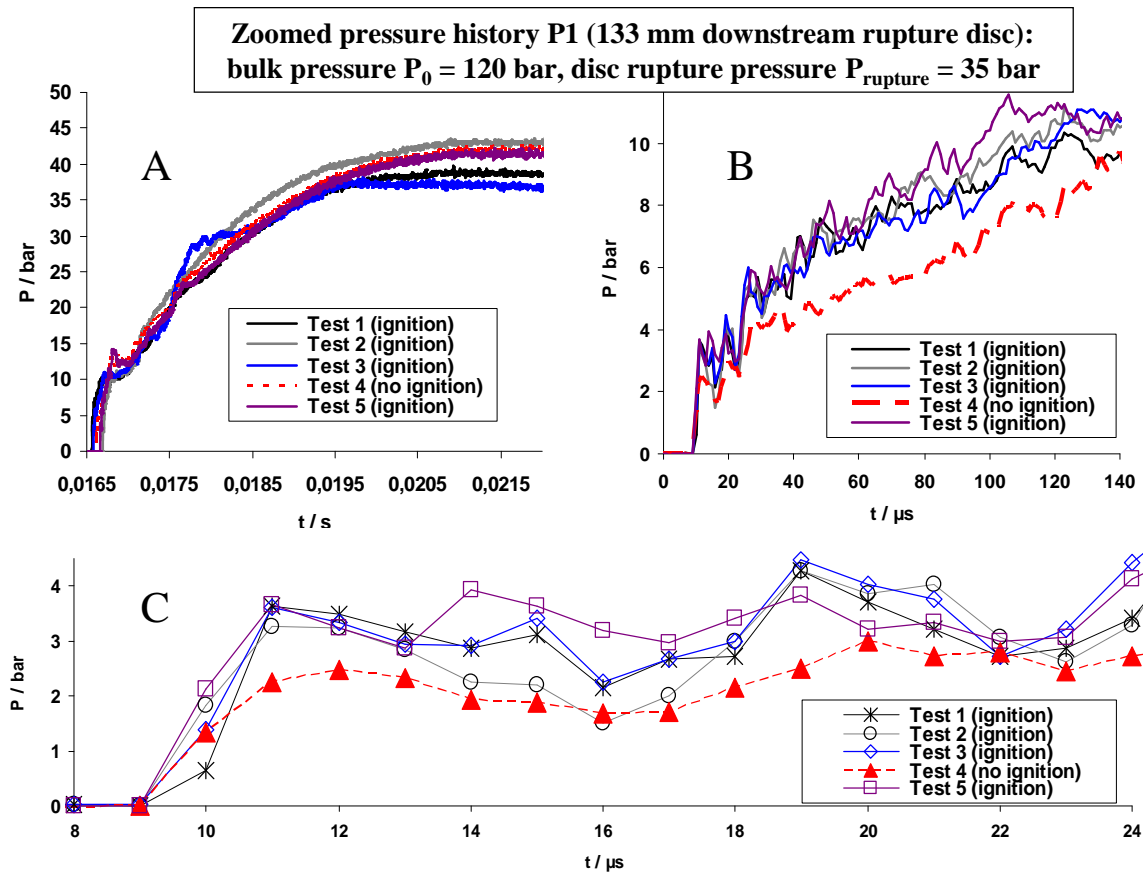 Zoomed pressure history P1 (133 mm downstream rupture disc):
bulk pressure P0 = 120 bar, disc rupture pressure Prupture = 35 bar
A
P / bar
50
45
40
35
30
25
20
15
10
5
0
0,0165
0,0175
0,0185
0,0195
0,0205
0,0215
t / s
Test 1 (ignition)
Test 2 (ignition)
Test 3 (ignition)
Test 4 (no ignition)
Test 5 (ignition)
B
P / bar
10
8
6
4
2
0
0
20
40
60
80
100
120
140
t / µs
Test 1 (ignition)
Test 2 (ignition)
Test 3 (ignition)
Test 4 (no ignition)
Test 5 (ignition)
C
P / bar
4
3
2
1
0
8
10
12
14
16
18
20
22
24
t / µs
Test 1 (ignition)
Test 2 (ignition)
Test 3 (ignition)
Test 4 (no ignition)
Test 5 (ignition)